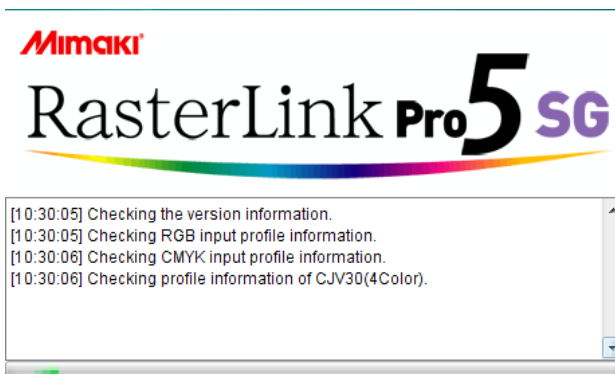 Mimaki
RasterLink Pro5 SG
[10:30:05] Checking the version information.
[10:30:05] Checking RGB input profile information.
[10:30:06] Checking CMYK input profile information.
[10:30:06] Checking profile information of CJV30(4Color).